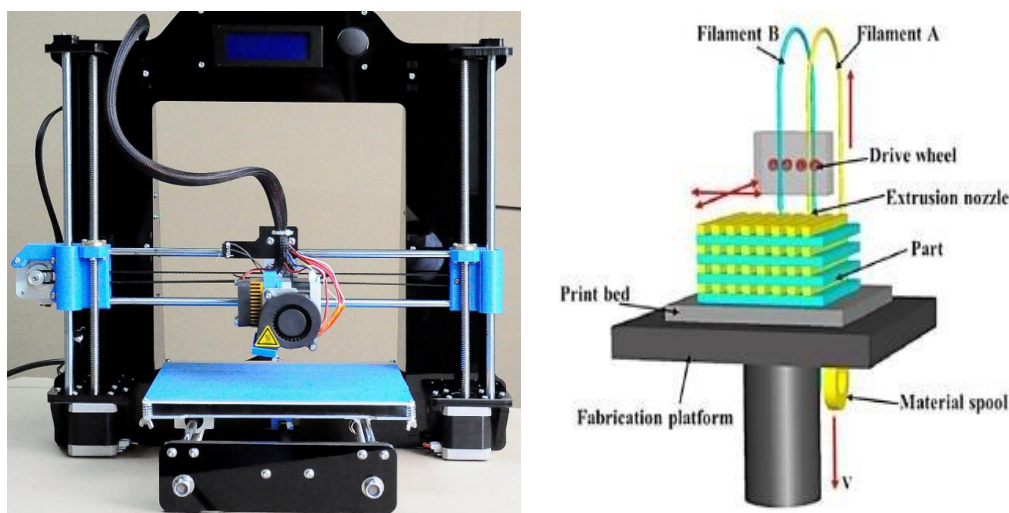 Filament B
Filament A
Drive wheel
Extrusion nozzle
Part
Print bed
Fabrication platform
Material spool
V